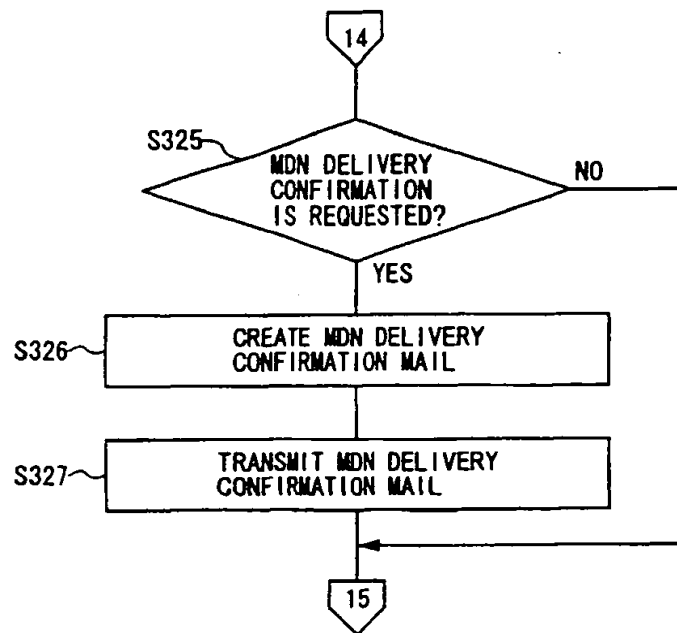 14
S325
MDN DELIVERY
CONFIRMATION
IS REQUESTED?
NO
YES
S326
CREATE MDN DELIVERY
CONFIRMATION MAIL
S327
TRANSMIT MDN DELIVERY
CONFIRMATION MAIL
15